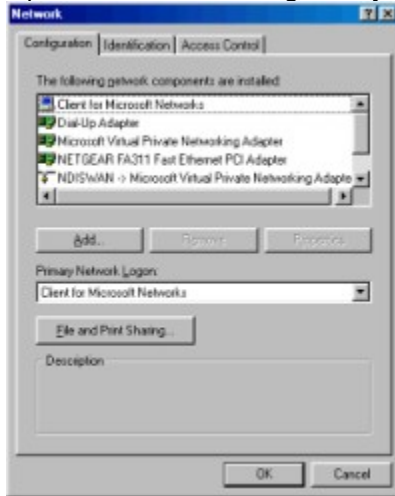 Network
Configuration Identification Access Control
The following network components are installed:
Client for Microsoft Networks
Dial-Up Adapter
Microsoft Virtual Private Networking Adapter
NETGEAR FA311 Fast Ethernet PCI Adapter
NDISWAN -> Microsoft Virtual Private Networking Adapte
Add... Remove Properties
Primary Network Logon:
Client for Microsoft Networks
File and Print Sharing...
Description
OK Cancel